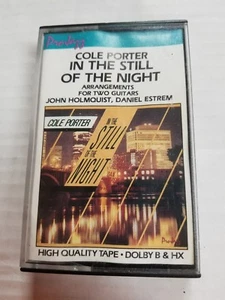 COLE PORTER
IN THE STILL
OF THE NIGHT
ARRANGEMENTS
FOR TWO GUITARS
JOHN HOLMQUIST, DANIEL ESTREM
COLE PORTER
IN THE
STILL
OF THE
NIGHT
HIGH QUALITY TAPE • DOLBY B & HX